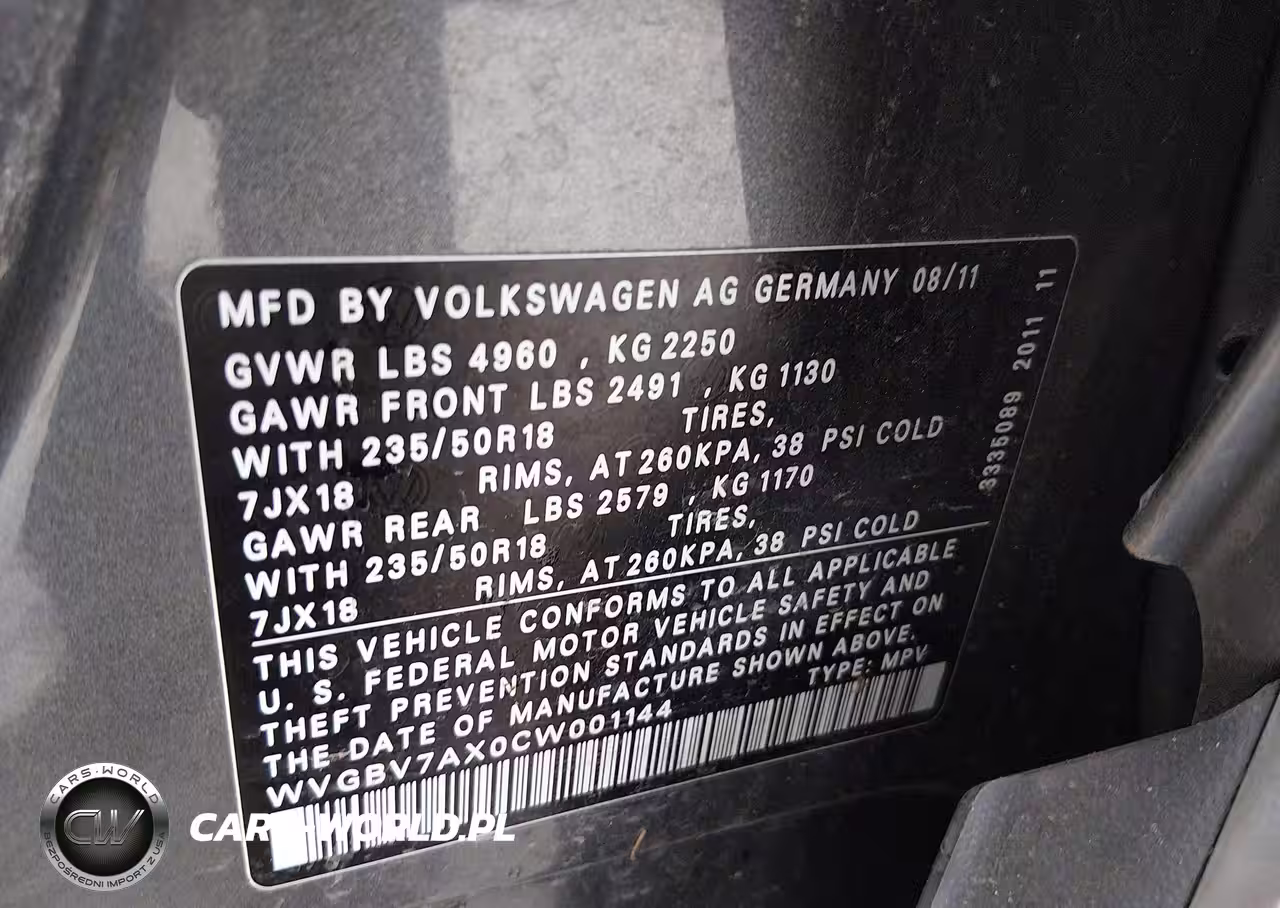 MFD BY VOLKSWAGEN AG GERMANY 08/11
GVWR LBS 4960 , KG 2250
GAWR FRONT LBS 2491 , KG 1130
WITH 235/50R18 TIRES,
7JX18 RIMS, AT 260KPA, 38 PSI COLD
GAWR REAR LBS 2579 , KG 1170
WITH 235/50R18 TIRES,
7JX18 RIMS, AT 260KPA, 38 PSI COLD
THIS VEHICLE CONFORMS TO ALL APPLICABLE
U. S. FEDERAL MOTOR VEHICLE SAFETY AND
THEFT PREVENTION STANDARDS IN EFFECT ON
THE DATE OF MANUFACTURE SHOWN ABOVE.
WVGBV7AX0CW001144 TYPE: MPV
3335089 2011 11
CARS-WORLD
CW
BEZPOŚREDNI IMPORT Z USA
CARS-WORLD.PL